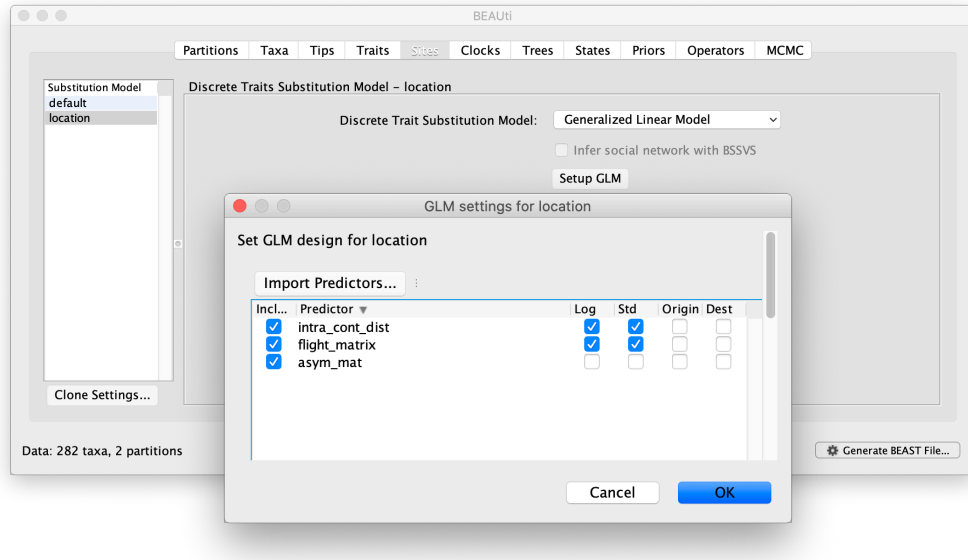 BEAUti
Partitions Taxa Tips Traits Sites Clocks Trees States Priors Operators MCMC
Substitution Model
default
location
Discrete Traits Substitution Model – location
Discrete Trait Substitution Model: Generalized Linear Model
Infer social network with BSSVS
Setup GLM
GLM settings for location
Set GLM design for location
Import Predictors...
Incl... Predictor Log Std Origin Dest
intra_cont_dist
flight_matrix
asym_mat
Clone Settings...
Data: 282 taxa, 2 partitions
Generate BEAST File...
Cancel OK